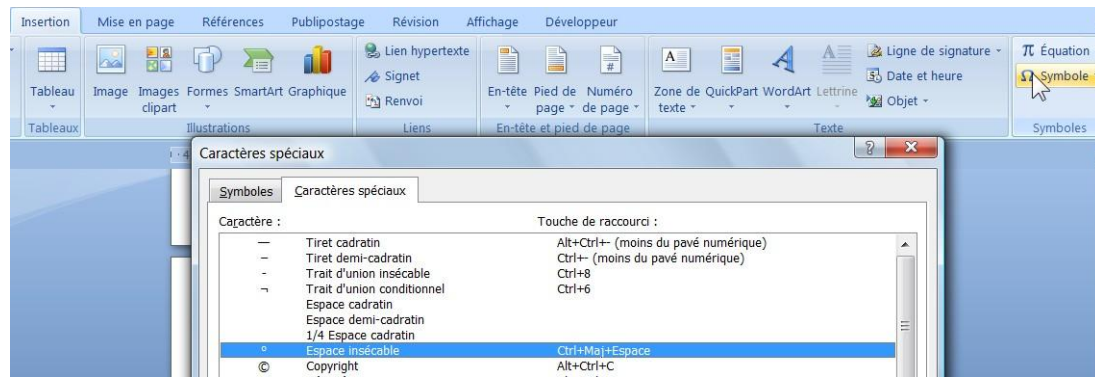 Insertion Mise en page Références Publipostage Révision Affichage Développeur
Tableau Image Images clipart Formes SmartArt Graphique Lien hypertexte Signet Renvoi En-tête Pied de page Numéro de page Zone de texte QuickPart WordArt Lettrine Ligne de signature Date et heure Objet π Équation Ω Symbole
Tableaux Illustrations Liens En-tête et pied de page Texte Symboles
Caractères spéciaux
Symboles Caractères spéciaux
Caractère : Touche de raccourci :
— Tiret cadratin Alt+Ctrl+- (moins du pavé numérique)
– Tiret demi-cadratin Ctrl+- (moins du pavé numérique)
- Trait d'union insécable Ctrl+8
¬ Trait d'union conditionnel Ctrl+6
Espace cadratin
Espace demi-cadratin
1/4 Espace cadratin
° Espace insécable Ctrl+Maj+Espace
© Copyright Alt+Ctrl+C